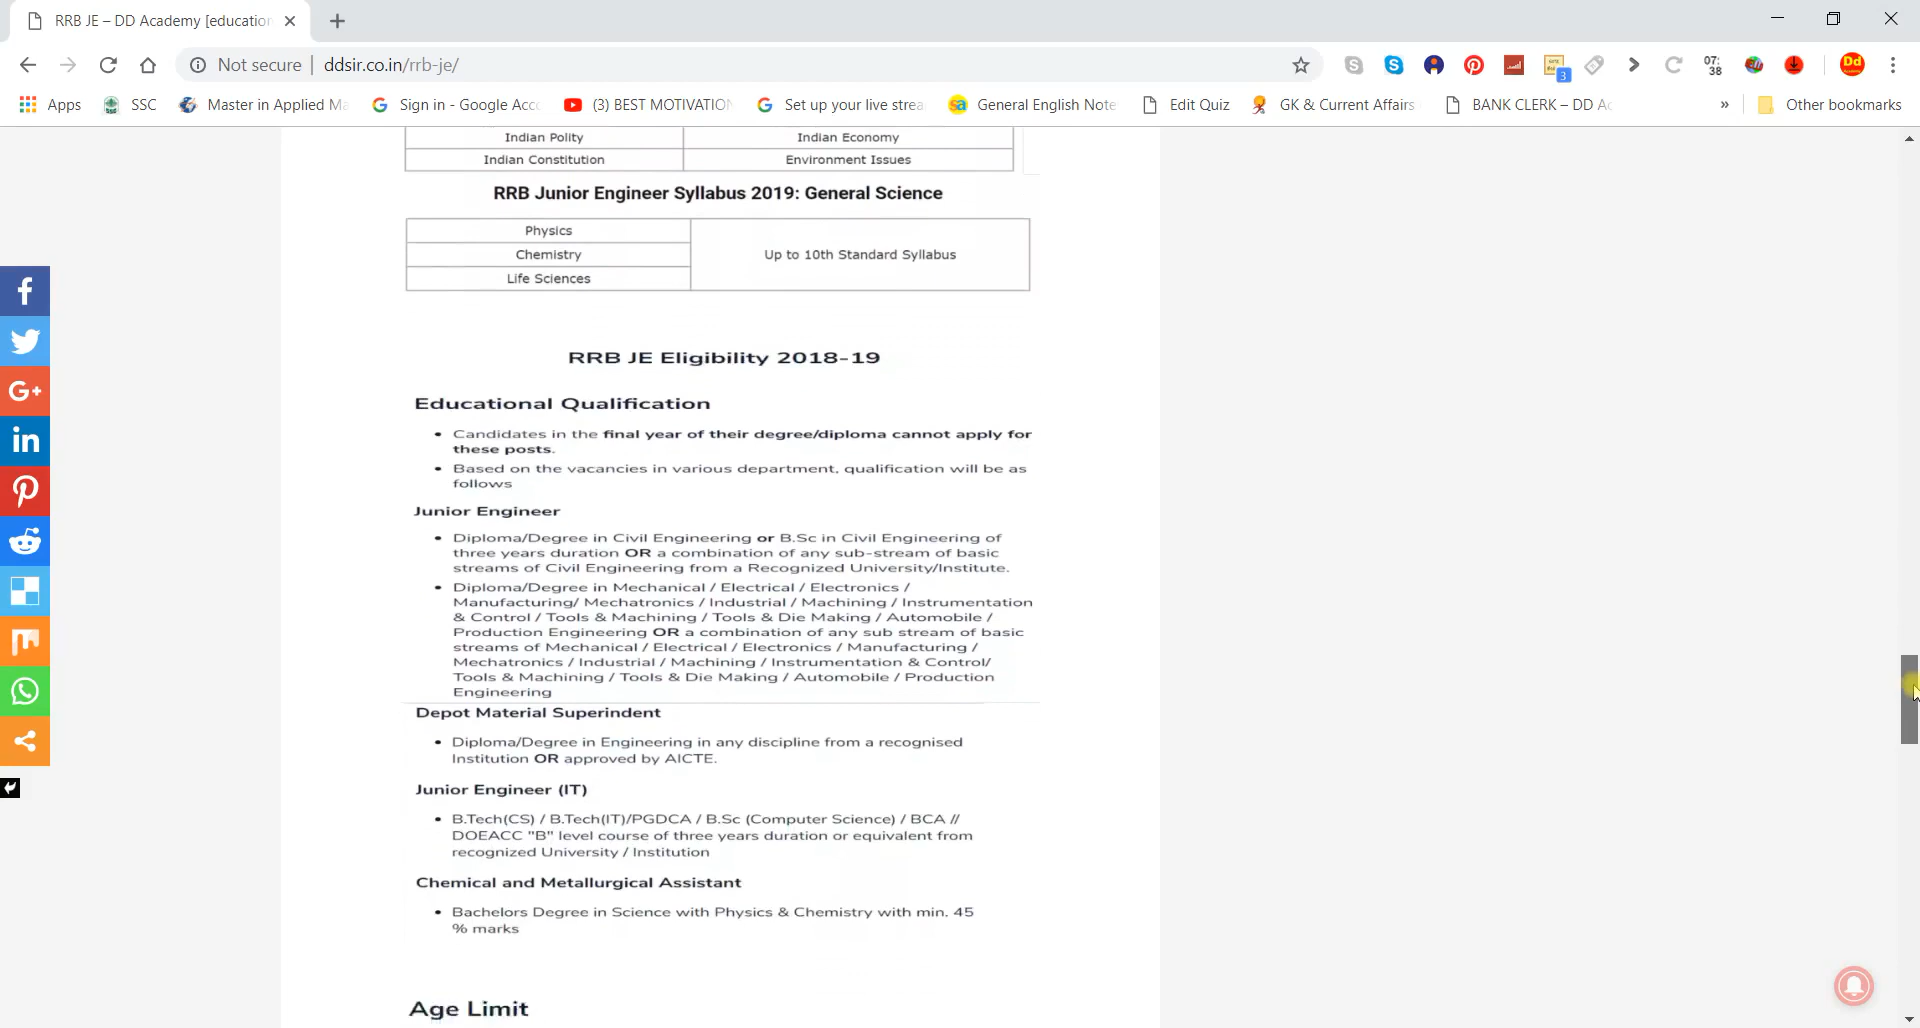 RRB JE – DD Academy [education
Not secure
ddsir.co.in/rrb-je/
07:
38
Dd
3
Apps
SSC
Master in Applied Ma
Sign in - Google Acco
(3) BEST MOTIVATION
Set up your live strea
sa
General English Note
Edit Quiz
GK & Current Affairs
BANK CLERK – DD Ac
»
Other bookmarks
Indian Polity Indian Economy
Indian Constitution Environment Issues
RRB Junior Engineer Syllabus 2019: General Science
Physics
Chemistry Up to 10th Standard Syllabus
Life Sciences
RRB JE Eligibility 2018-19
Educational Qualification
• Candidates in the final year of their degree/diploma cannot apply for
these posts.
• Based on the vacancies in various department, qualification will be as
follows
Junior Engineer
• Diploma/Degree in Civil Engineering or B.Sc in Civil Engineering of
three years duration OR a combination of any sub-stream of basic
streams of Civil Engineering from a Recognized University/Institute.
• Diploma/Degree in Mechanical / Electrical / Electronics /
Manufacturing/ Mechatronics / Industrial / Machining / Instrumentation
& Control / Tools & Machining / Tools & Die Making / Automobile /
Production Engineering OR a combination of any sub stream of basic
streams of Mechanical / Electrical / Electronics / Manufacturing /
Mechatronics / Industrial / Machining / Instrumentation & Control/
Tools & Machining / Tools & Die Making / Automobile / Production
Engineering
Depot Material Superindent
• Diploma/Degree in Engineering in any discipline from a recognised
Institution OR approved by AICTE.
Junior Engineer (IT)
• B.Tech(CS) / B.Tech(IT)/PGDCA / B.Sc (Computer Science) / BCA //
DOEACC "B" level course of three years duration or equivalent from
recognized University / Institution
Chemical and Metallurgical Assistant
• Bachelors Degree in Science with Physics & Chemistry with min. 45
% marks
Age Limit